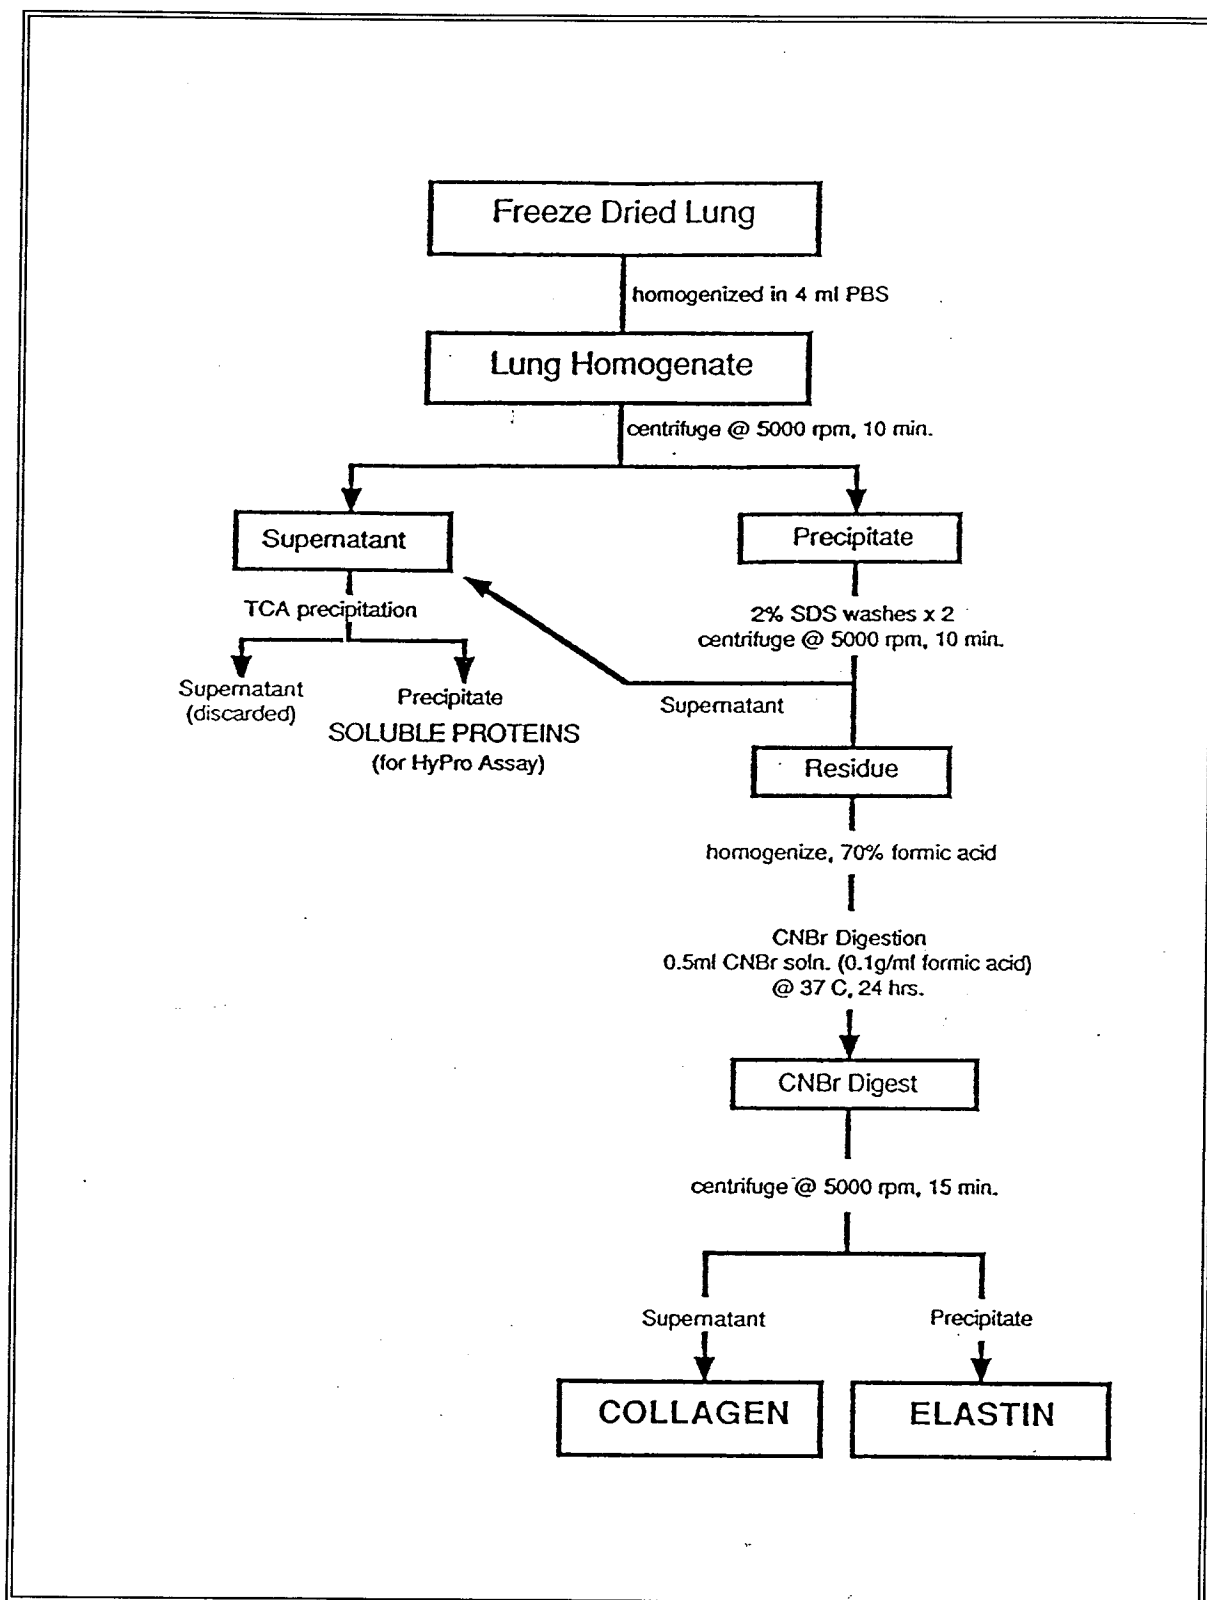 Freeze Dried Lung
homogenized in 4 ml PBS
Lung Homogenate
centrifuge @ 5000 rpm, 10 min.
Supernatant
Precipitate
TCA precipitation
2% SDS washes x 2
centrifuge @ 5000 rpm, 10 min.
Supernatant
(discarded)
Precipitate
SOLUBLE PROTEINS
(for HyPro Assay)
Supernatant
Residue
homogenize, 70% formic acid
CNBr Digestion
0.5ml CNBr soln. (0.1g/ml formic acid)
@ 37 C, 24 hrs.
CNBr Digest
centrifuge @ 5000 rpm, 15 min.
Supernatant
Precipitate
COLLAGEN
ELASTIN